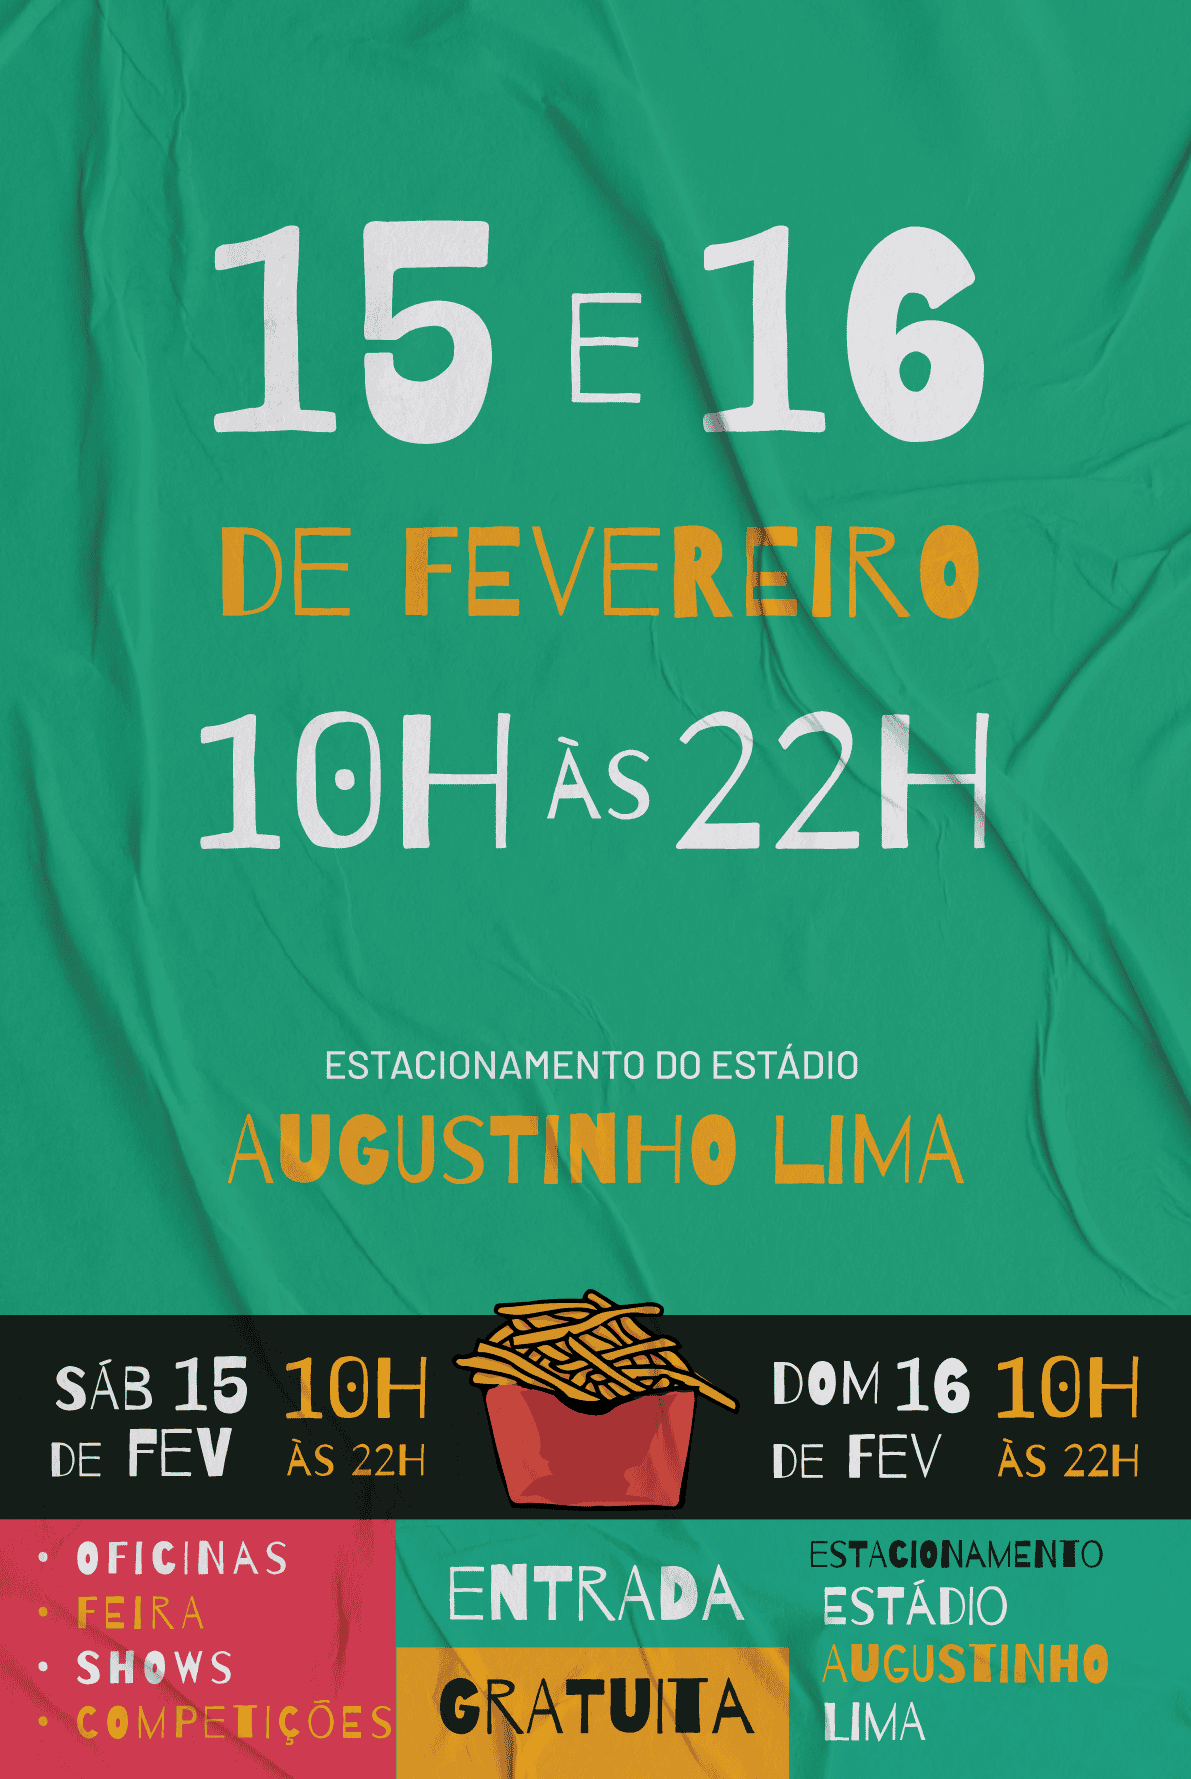 15 E 16
DE FEVEREIRO
10H ÀS 22H
ESTACIONAMENTO DO ESTÁDIO
AUGUSTINHO LIMA
SÁB 15
DE FEV
10H
ÀS 22H
DOM 16
DE FEV
10H
ÀS 22H
• OFICINAS
• FEIRA
• SHOWS
• COMPETIÇÕES
ENTRADA
GRATUITA
ESTACIONAMENTO
ESTÁDIO
AUGUSTINHO
LIMA